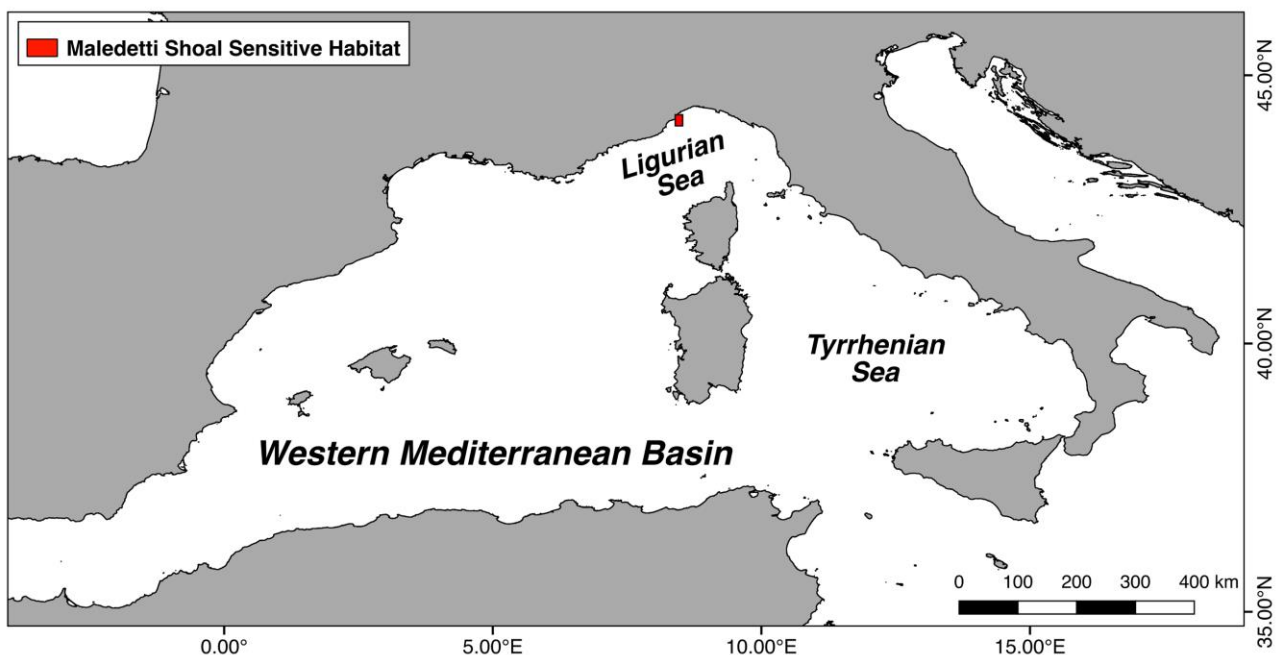 Maledetti Shoal Sensitive Habitat
45.00°N
Ligurian
Sea
40.00°N
Tyrrhenian
Sea
Western Mediterranean Basin
0 100 200 300 400 km
35.00°N
0.00° 5.00°E 10.00°E 15.00°E